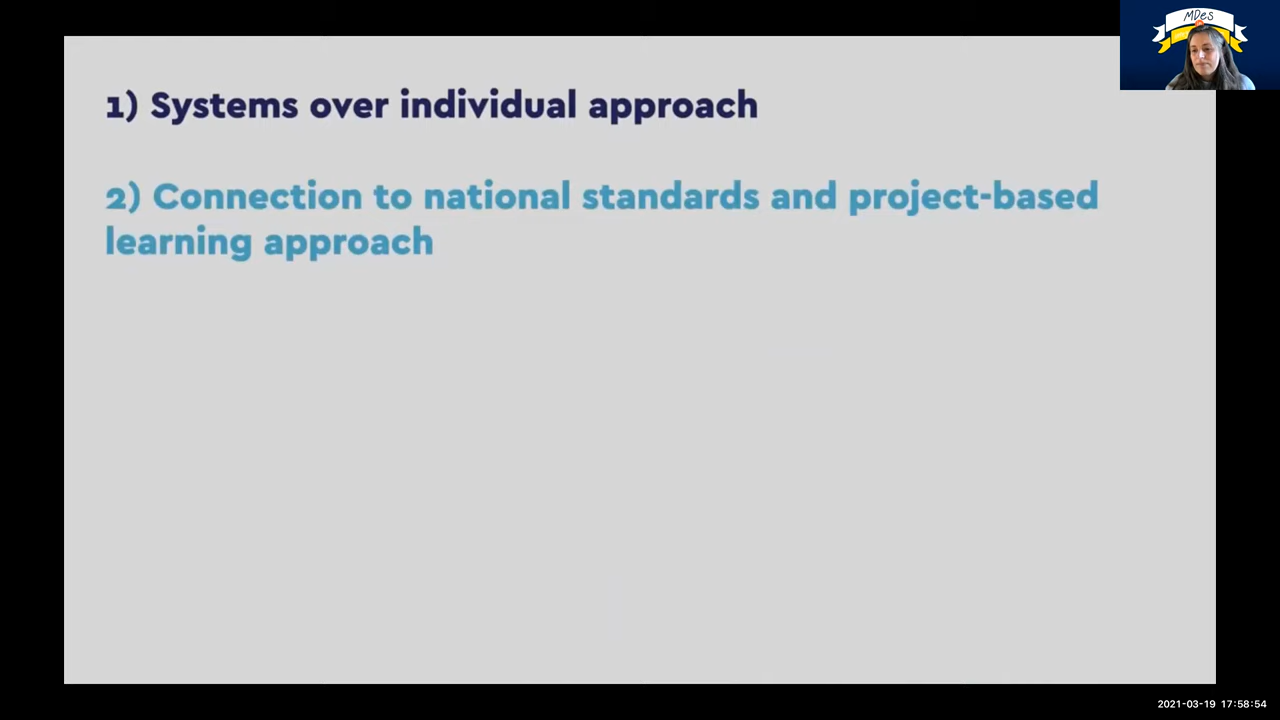 MDes
1) Systems over individual approach
2) Connection to national standards and project-based
learning approach
2021-03-19 17:58:54